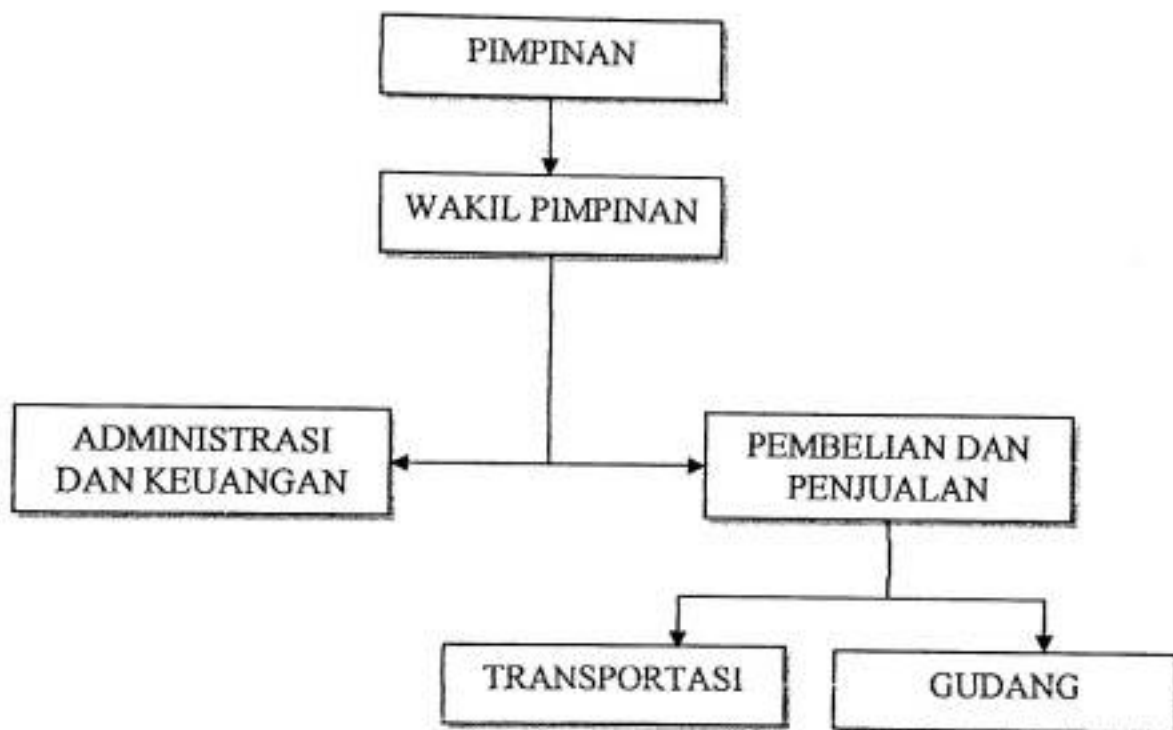 PIMPINAN
WAKIL PIMPINAN
ADMINISTRASI
DAN KEUANGAN
PEMBELIAN DAN
PENJUALAN
TRANSPORTASI
GUDANG